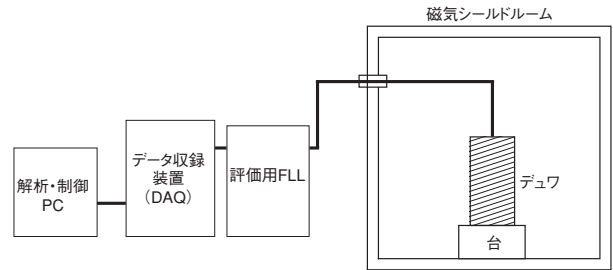 磁気シールドルーム
解析・制御
PC
データ収録
装置
（DAQ）
評価用FLL
デュワ
台